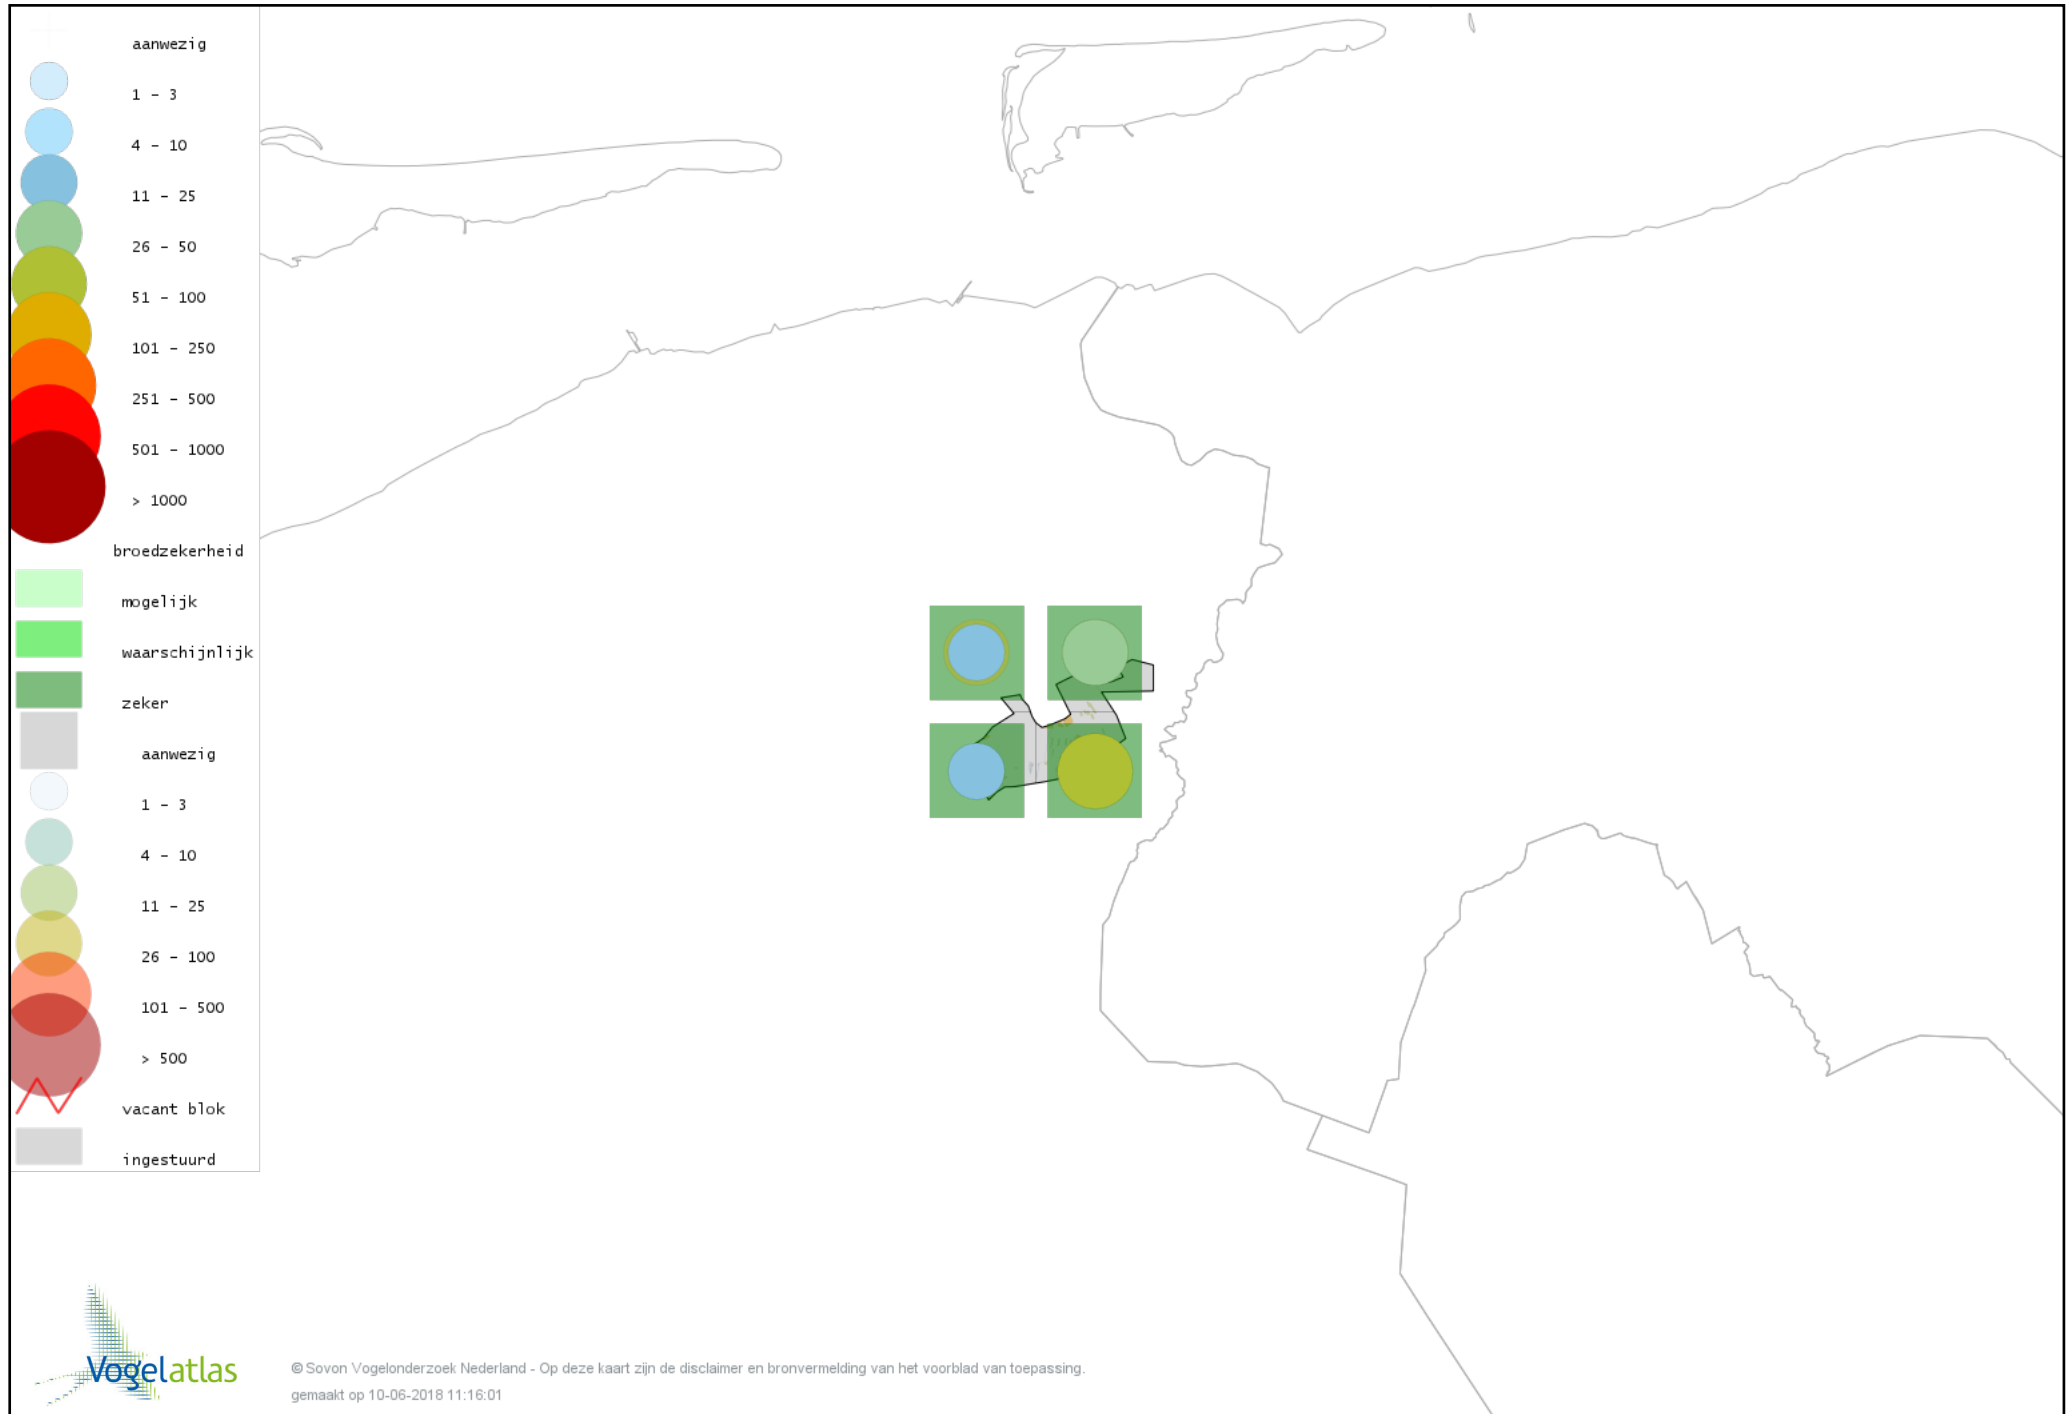 aanwezig
1 - 3
4 - 10
11 - 25
26 - 50
51 - 100
101 - 250
251 - 500
501 - 1000
> 1000
broedzekerheid
mogelijk
waarschijnlijk
zeker
aanwezig
1 - 3
4 - 10
11 - 25
26 - 100
101 - 500
> 500
vacant blok
ingestuurd
Vogelatlas
© Sovon Vogelonderzoek Nederland - Op deze kaart zijn de disclaimer en bronvermelding van het voorblad van toepassing.
gemaakt op 10-06-2018 11:16:01